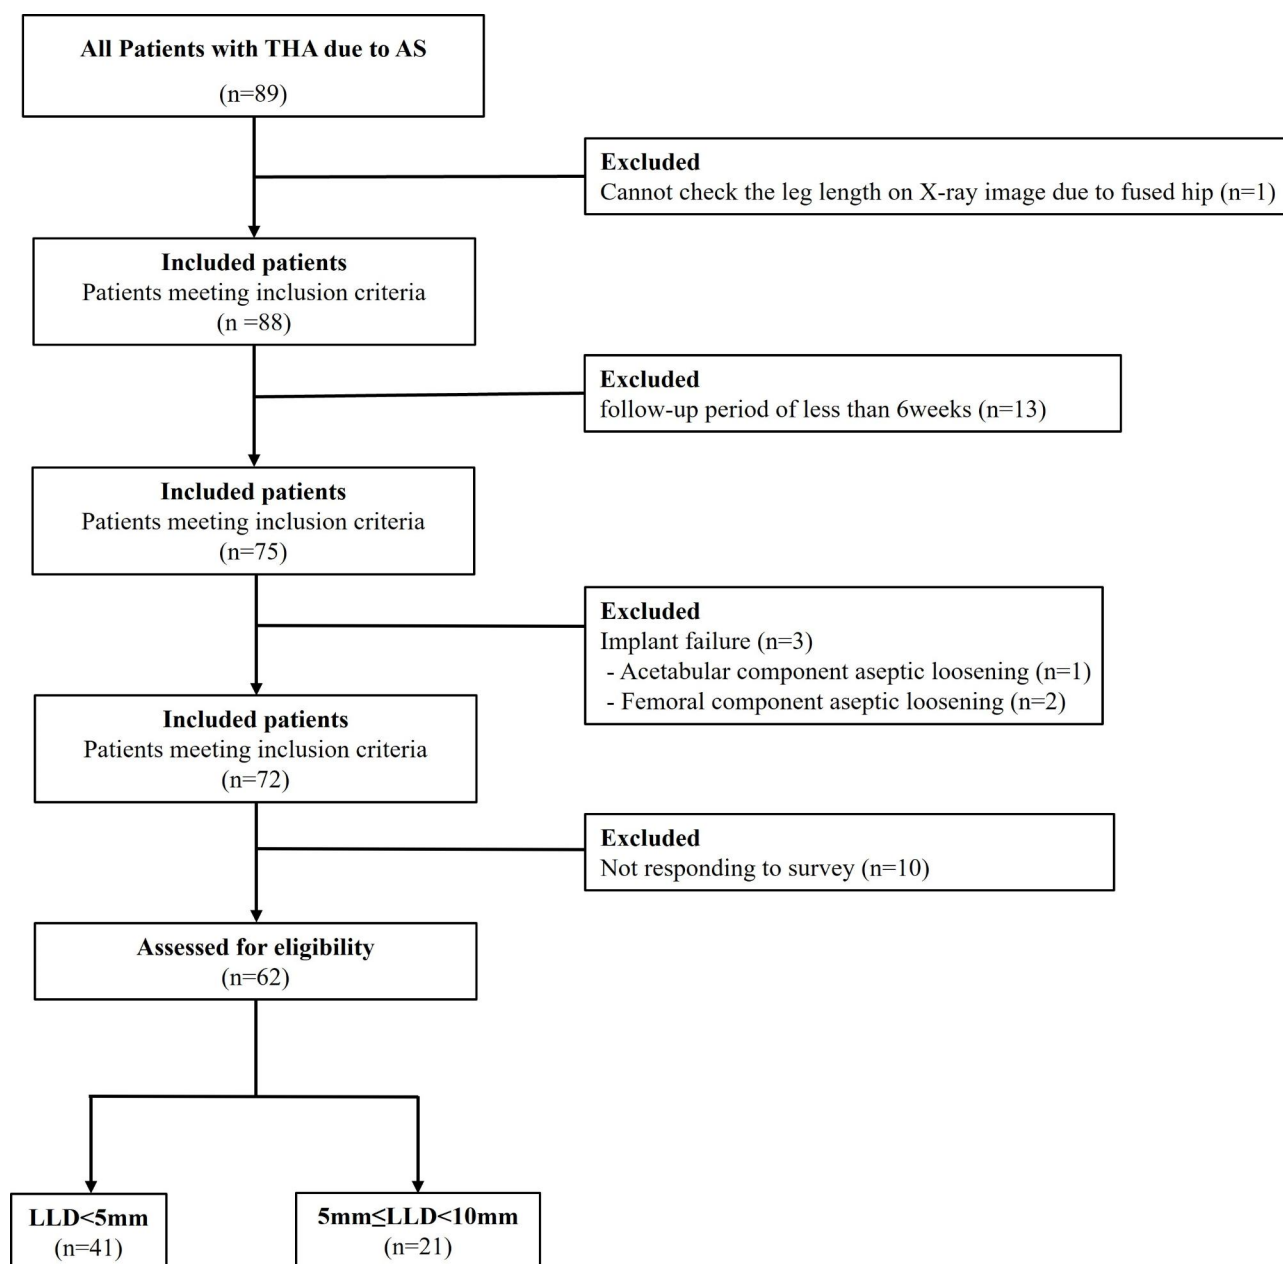 All Patients with THA due to AS
(n=89)
Excluded
Cannot check the leg length on X-ray image due to fused hip (n=1)
Included patients
Patients meeting inclusion criteria
(n =88)
Excluded
follow-up period of less than 6weeks (n=13)
Included patients
Patients meeting inclusion criteria
(n=75)
Excluded
Implant failure (n=3)
- Acetabular component aseptic loosening (n=1)
- Femoral component aseptic loosening (n=2)
Included patients
Patients meeting inclusion criteria
(n=72)
Excluded
Not responding to survey (n=10)
Assessed for eligibility
(n=62)
LLD<5mm
(n=41)
5mm≤LLD<10mm
(n=21)